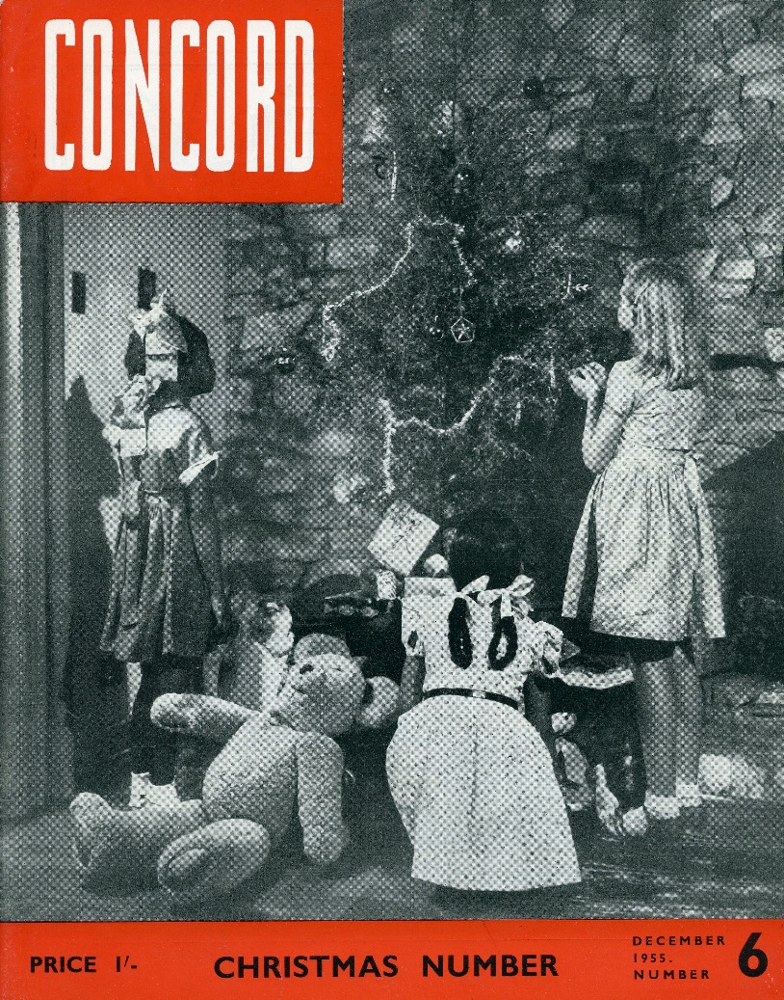 CONCORD
PRICE 1/-
CHRISTMAS NUMBER
DECEMBER
1955.
NUMBER
6